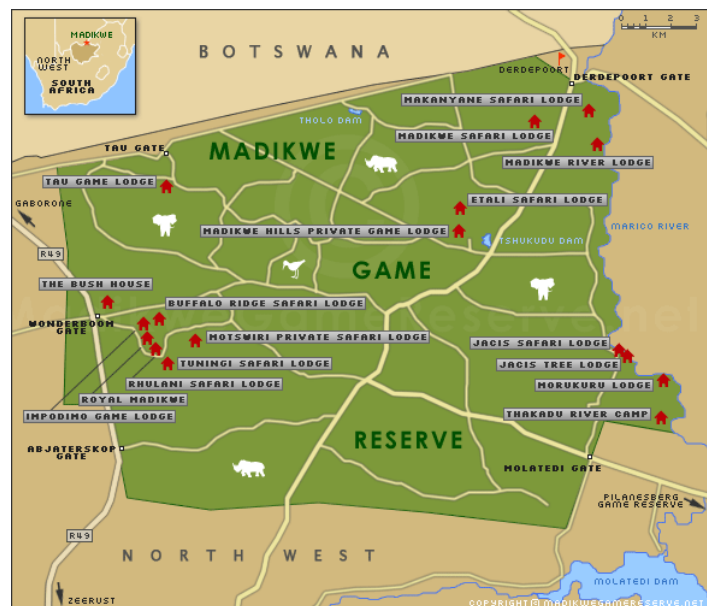 MADIKWE
NORTH
WEST
SOUTH
AFRICA
BOTSWANA
0 1 2 3
KM
DERDEPOORT
DERDEPOORT GATE
MAKANYANE SAFARI LODGE
THOLO DAM
MADIKWE SAFARI LODGE
MADIKWE RIVER LODGE
TAU GATE
MADIKWE
TAU GAME LODGE
ETALI SAFARI LODGE
GABORONE
MADIKWE HILLS PRIVATE GAME LODGE
MARICO RIVER
TSHUKUDU DAM
R49
GAME
THE BUSH HOUSE
BUFFALO RIDGE SAFARI LODGE
WONDERBOOM
GATE
MOTSWIRI PRIVATE SAFARI LODGE
JACIS SAFARI LODGE
TUNINGI SAFARI LODGE
JACIS TREE LODGE
RHULANI SAFARI LODGE
MORUKURU LODGE
ROYAL MADIKWE
IMPODIMO GAME LODGE
THAKADU RIVER CAMP
RESERVE
ABJATERSKOP
GATE
MOLATEDI GATE
PILANESBERG
GAME RESERVE
R49
NORTH WEST
MOLATEDI DAM
ZEERUST
COPYRIGHT © MADIKWEGAMERESERVE.NET